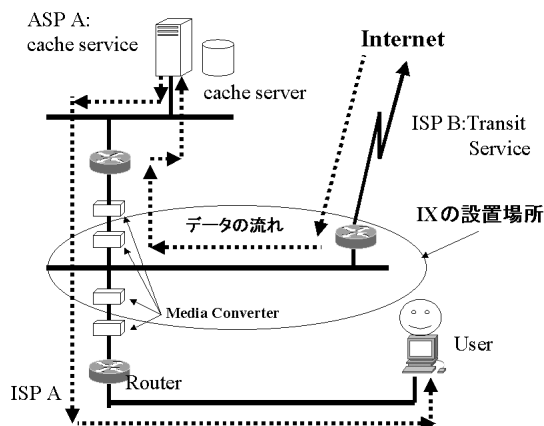 ASP A:
cache service
cache server
Internet
ISP B:Transit
Service
データの流れ
IXの設置場所
Media Converter
Router
ISP A
User